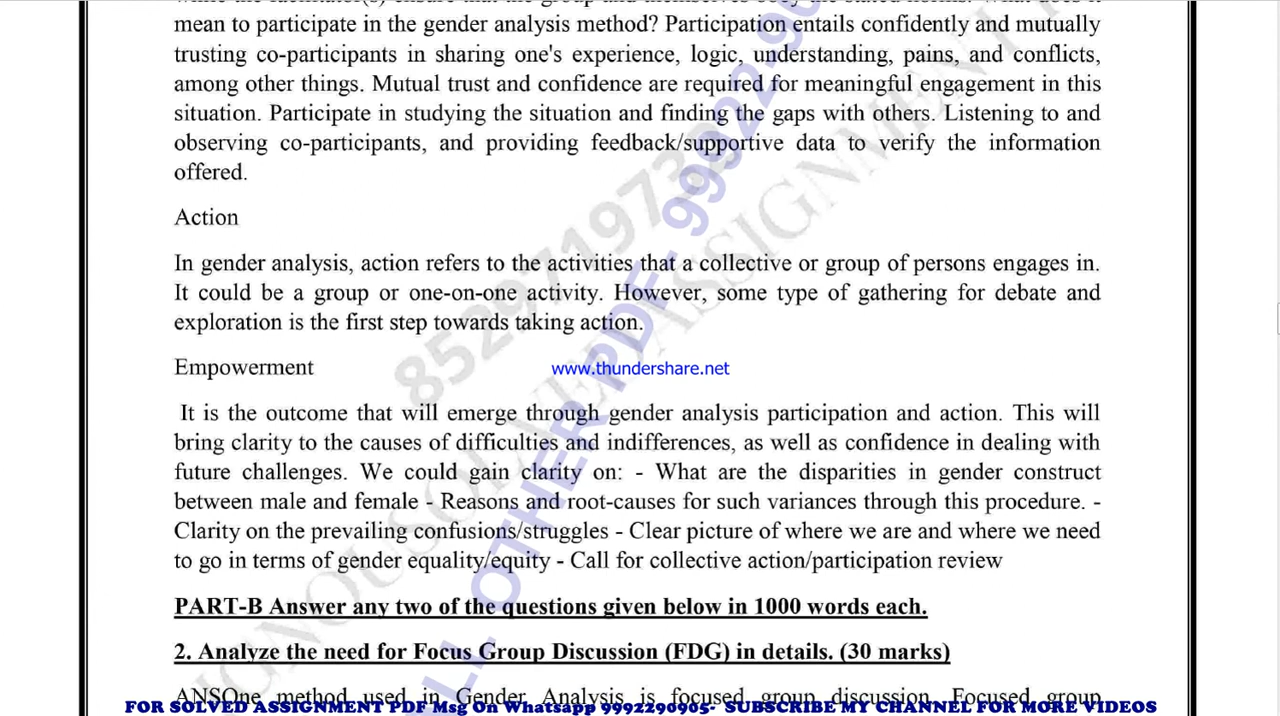 mean to participate in the gender analysis method? Participation entails confidently and mutually
trusting co-participants in sharing one's experience, logic, understanding, pains, and conflicts,
among other things. Mutual trust and confidence are required for meaningful engagement in this
situation. Participate in studying the situation and finding the gaps with others. Listening to and
observing co-participants, and providing feedback/supportive data to verify the information
offered.
Action
In gender analysis, action refers to the activities that a collective or group of persons engages in.
It could be a group or one-on-one activity. However, some type of gathering for debate and
exploration is the first step towards taking action.
Empowerment
www.thundershare.net
It is the outcome that will emerge through gender analysis participation and action. This will
bring clarity to the causes of difficulties and indifferences, as well as confidence in dealing with
future challenges. We could gain clarity on: - What are the disparities in gender construct
between male and female - Reasons and root-causes for such variances through this procedure. -
Clarity on the prevailing confusions/struggles - Clear picture of where we are and where we need
to go in terms of gender equality/equity - Call for collective action/participation review
PART-B Answer any two of the questions given below in 1000 words each.
2. Analyze the need for Focus Group Discussion (FDG) in details. (30 marks)
ANSOne method used in Gender Analysis is focused group discussion. Focused group
FOR SOLVED ASSIGNMENT PDF Msg On Whatsapp 9992290905- SUBSCRIBE MY CHANNEL FOR MORE VIDEOS